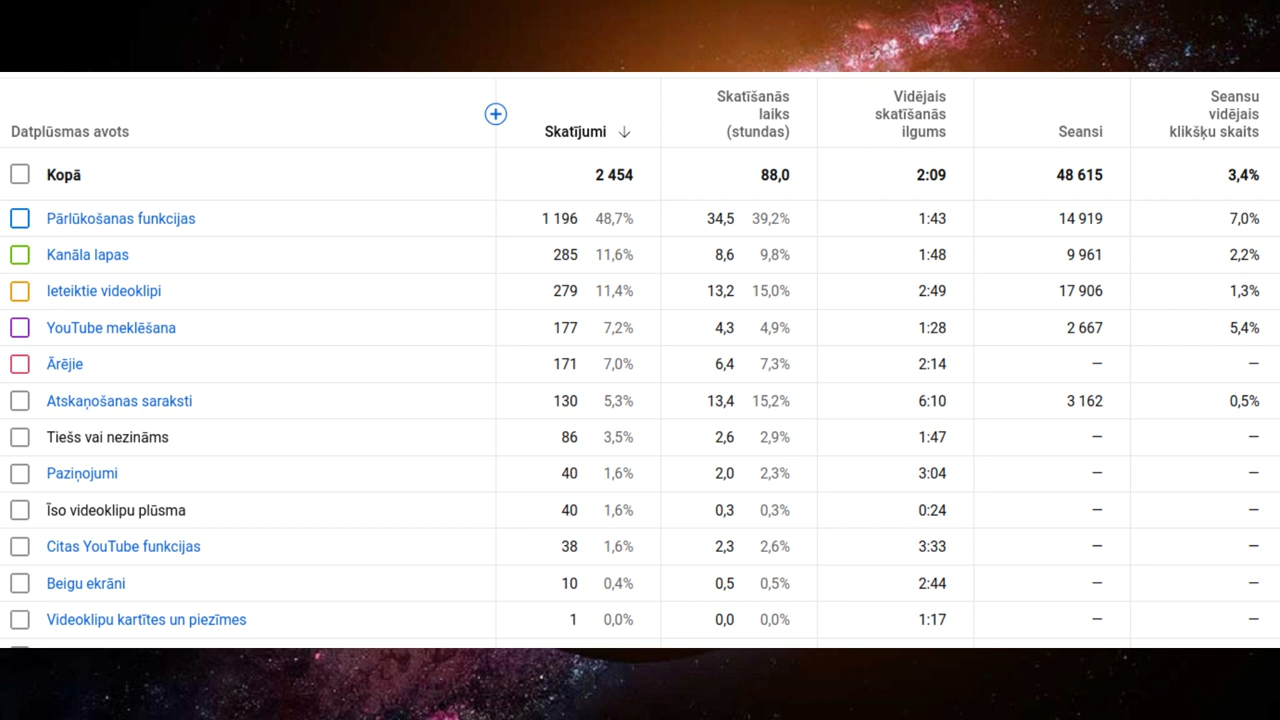 Datplūsmas avots
Skatījumi
Skatīšanās
laiks
(stundas)
Vidējais
skatīšanās
ilgums
Seansi
Seansu
vidējais
klikšķu skaits
Kopā 2 454 88,0 2:09 48 615 3,4%
Pārlūkošanas funkcijas 1 196 48,7% 34,5 39,2% 1:43 14 919 7,0%
Kanāla lapas 285 11,6% 8,6 9,8% 1:48 9 961 2,2%
Ieteiktie videoklipi 279 11,4% 13,2 15,0% 2:49 17 906 1,3%
YouTube meklēšana 177 7,2% 4,3 4,9% 1:28 2 667 5,4%
Ārējie 171 7,0% 6,4 7,3% 2:14 – –
Atskaņošanas saraksti 130 5,3% 13,4 15,2% 6:10 3 162 0,5%
Tiešs vai nezināms 86 3,5% 2,6 2,9% 1:47 – –
Paziņojumi 40 1,6% 2,0 2,3% 3:04 – –
Īso videoklipu plūsma 40 1,6% 0,3 0,3% 0:24 – –
Citas YouTube funkcijas 38 1,6% 2,3 2,6% 3:33 – –
Beigu ekrāni 10 0,4% 0,5 0,5% 2:44 – –
Videoklipu kartītes un piezīmes 1 0,0% 0,0 0,0% 1:17 – –